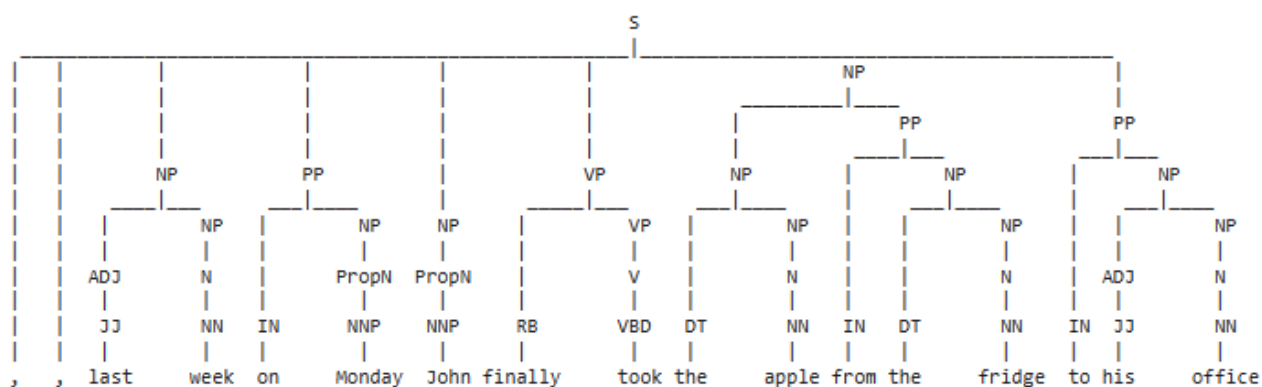 S
NP
PP PP
NP PP VP NP NP NP
NP NP NP VP NP NP NP
ADJ N PropN PropN V N N ADJ N
JJ NN IN NNP NNP RB VBD DT NN IN DT NN IN JJ NN
, , last week on Monday John finally took the apple from the fridge to his office